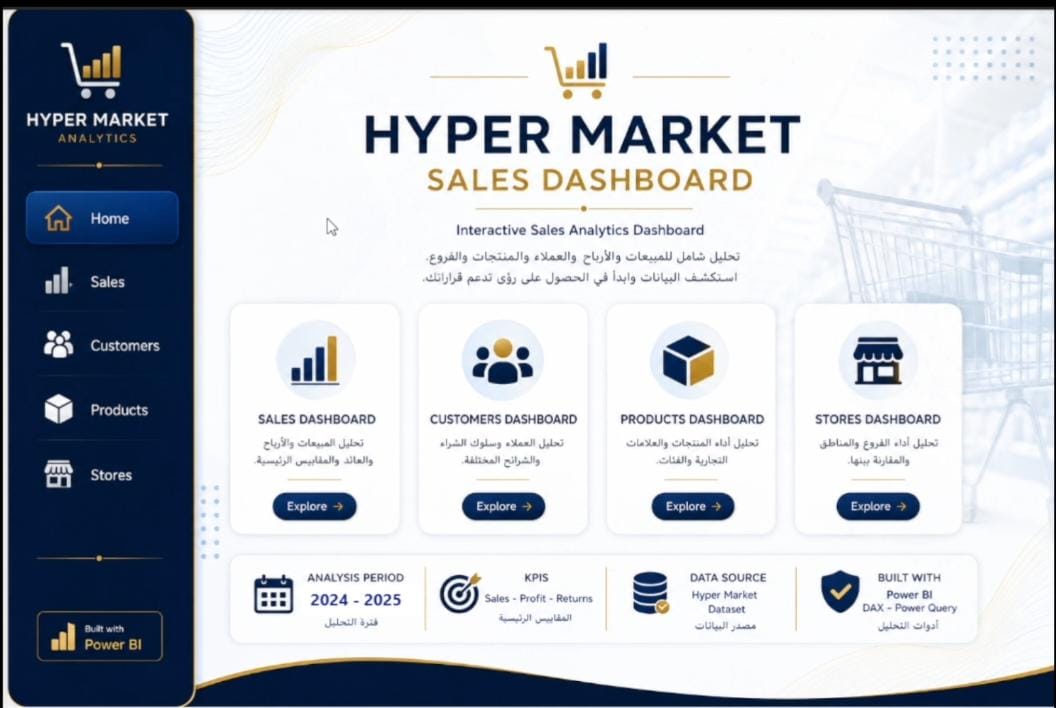 HYPER MARKET
ANALYTICS
Home
Sales
Customers
Products
Stores
Built with
Power BI
HYPER MARKET
SALES DASHBOARD
Interactive Sales Analytics Dashboard
تحليل شامل للمبيعات والأرباح والعملاء والمنتجات والفروع.
استكشف البيانات وابدأ في الحصول على رؤى تدعم قراراتك.
SALES DASHBOARD
تحليل المبيعات والأرباح
والعائد والمقاييس الرئيسية.
Explore →
CUSTOMERS DASHBOARD
تحليل العملاء وسلوك الشراء
والشرائح المختلفة.
Explore →
PRODUCTS DASHBOARD
تحليل أداء المنتجات والعلامات
التجارية والفئات.
Explore →
STORES DASHBOARD
تحليل أداء الفروع والمناطق
والمقارنة بينها.
Explore →
ANALYSIS PERIOD
2024 - 2025
فترة التحليل
KPIS
Sales - Profit - Returns
المقاييس الرئيسية
DATA SOURCE
Hyper Market
Dataset
مصدر البيانات
BUILT WITH
Power BI
DAX - Power Query
أدوات التحليل